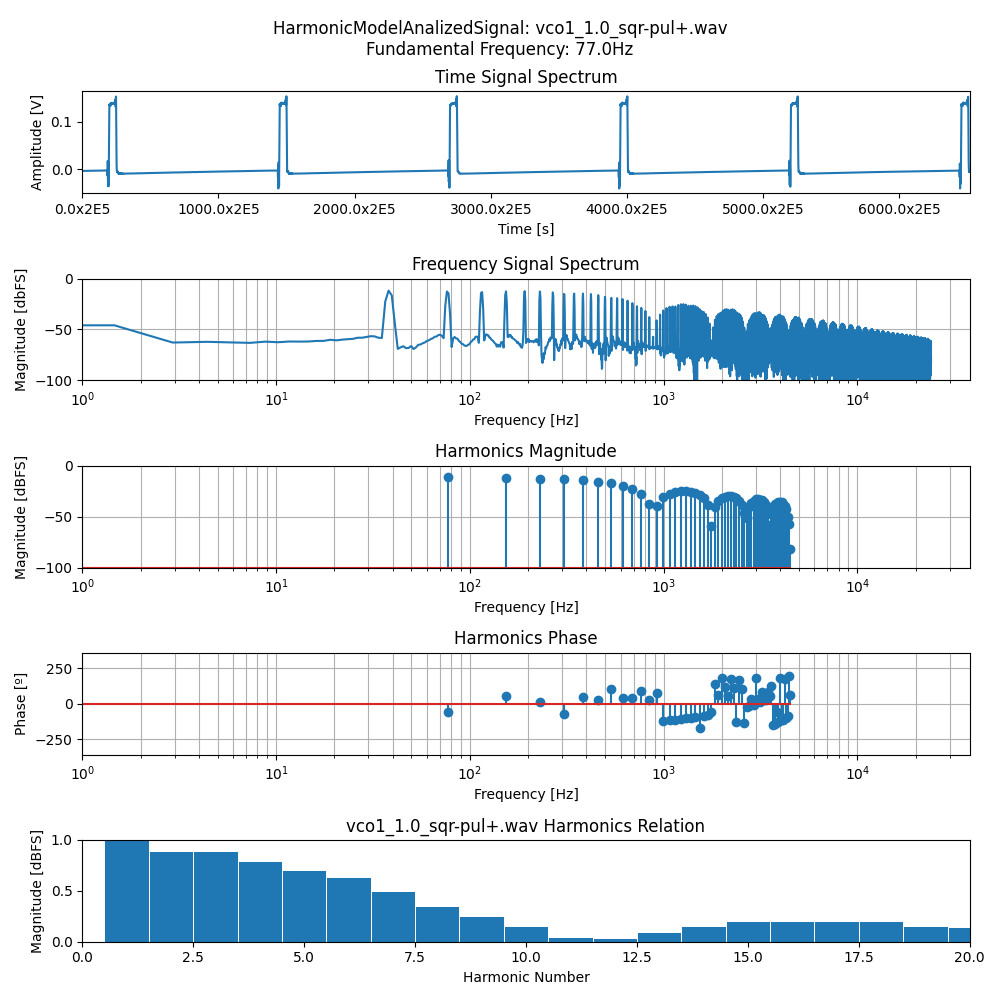 HarmonicModelAnalizedSignal: vco1_1.0_sqr-pul+.wav
Fundamental Frequency: 77.0Hz
Time Signal Spectrum
Amplitude [V]
0.1
0.0
0.0x2E5 1000.0x2E5 2000.0x2E5 3000.0x2E5 4000.0x2E5 5000.0x2E5 6000.0x2E5
Time [s]
Frequency Signal Spectrum
Magnitude [dbFS]
0
−50
−100
10^0 10^1 10^2 10^3 10^4
Frequency [Hz]
Harmonics Magnitude
Magnitude [dBFS]
0
−50
−100
10^0 10^1 10^2 10^3 10^4
Frequency [Hz]
Harmonics Phase
Phase [º]
250
0
−250
10^0 10^1 10^2 10^3 10^4
Frequency [Hz]
vco1_1.0_sqr-pul+.wav Harmonics Relation
Magnitude [dBFS]
1.0
0.5
0.0
0.0 2.5 5.0 7.5 10.0 12.5 15.0 17.5 20.0
Harmonic Number